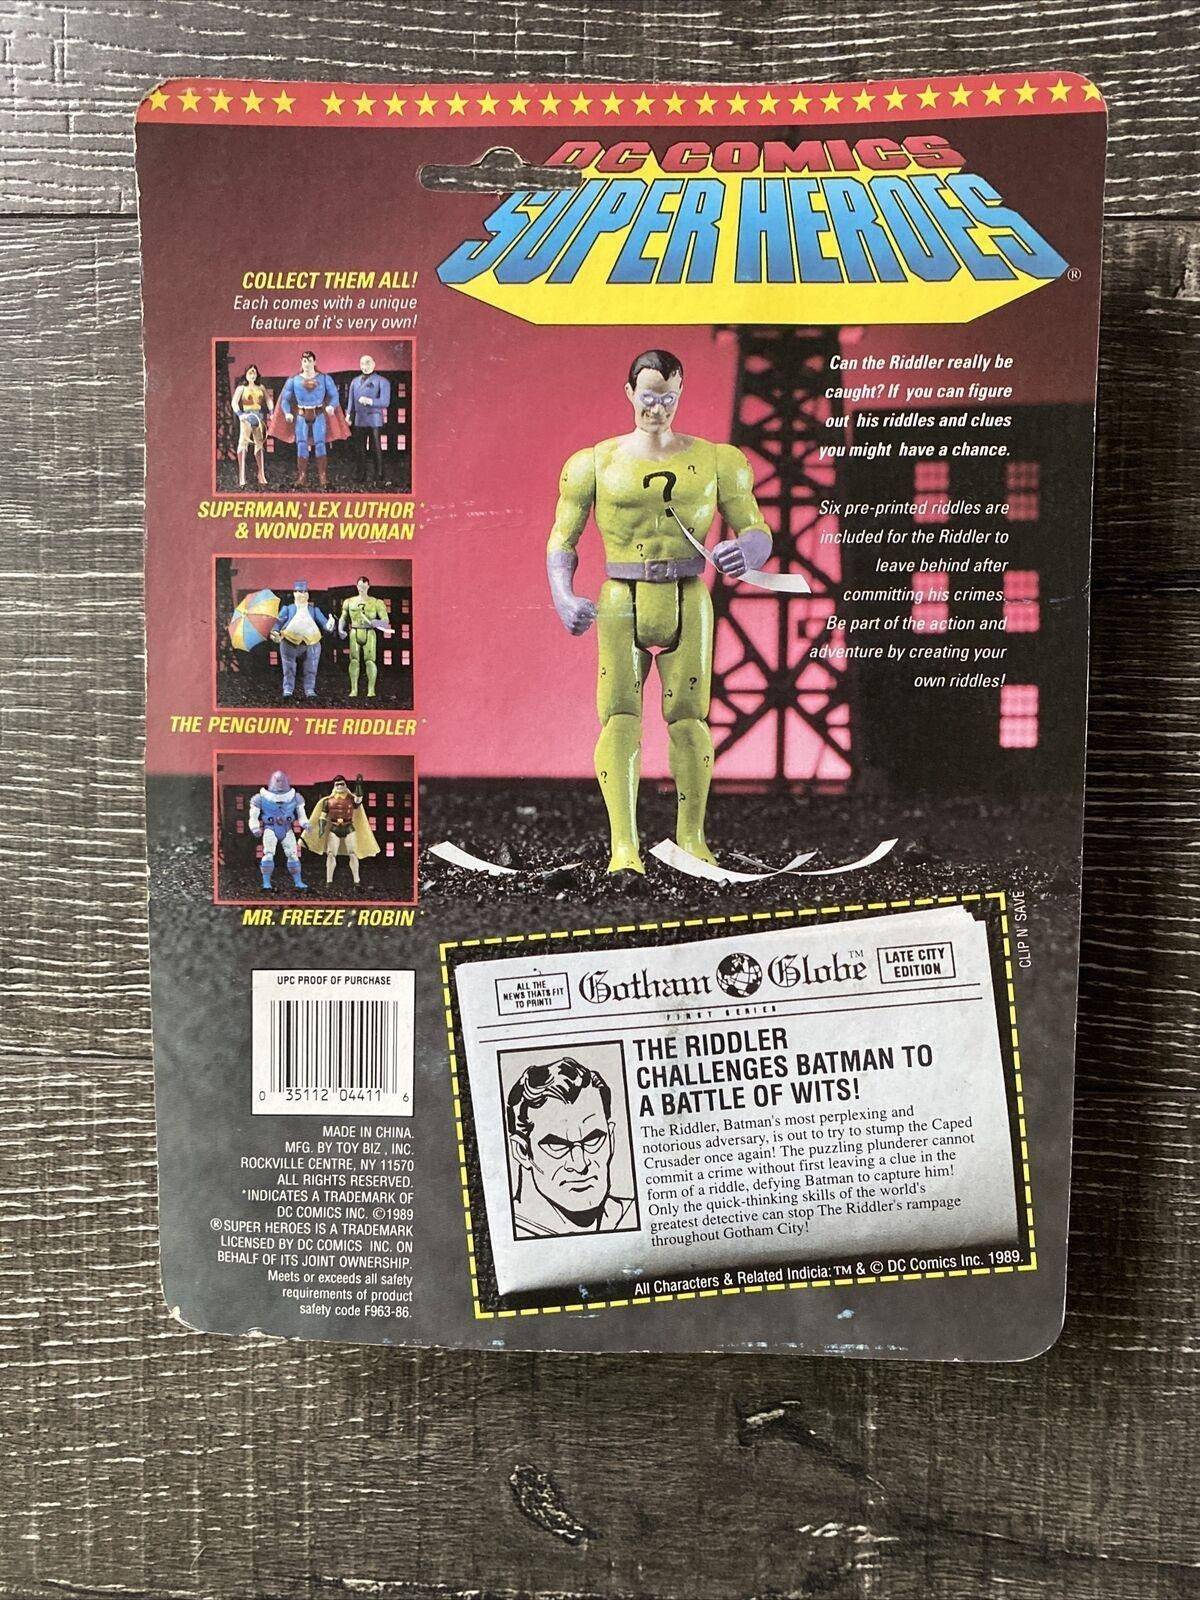 DC COMICS
SUPER HEROES
®
COLLECT THEM ALL!
Each comes with a unique
feature of it's very own!
SUPERMAN,* LEX LUTHOR*
& WONDER WOMAN*
THE PENGUIN,* THE RIDDLER*
MR. FREEZE*, ROBIN*
Can the Riddler really be
caught? If you can figure
out his riddles and clues
you might have a chance.
Six pre-printed riddles are
included for the Riddler to
leave behind after
committing his crimes.
Be part of the action and
adventure by creating your
own riddles!
UPC PROOF OF PURCHASE
0 35112 04411 6
MADE IN CHINA.
MFG. BY TOY BIZ, INC.
ROCKVILLE CENTRE, NY 11570
ALL RIGHTS RESERVED.
*INDICATES A TRADEMARK OF
DC COMICS INC. ©1989
® SUPER HEROES IS A TRADEMARK
LICENSED BY DC COMICS INC. ON
BEHALF OF ITS JOINT OWNERSHIP.
Meets or exceeds all safety
requirements of product
safety code F963-86.
CLIP N' SAVE
ALL THE
NEWS THATS FIT
TO PRINT!
Gotham Globe™
LATE CITY
EDITION
FIRST SERIES
THE RIDDLER
CHALLENGES BATMAN TO
A BATTLE OF WITS!
The Riddler, Batman's most perplexing and
notorious adversary, is out to try to stump the Caped
Crusader once again! The puzzling plunderer cannot
commit a crime without first leaving a clue in the
form of a riddle, defying Batman to capture him!
Only the quick-thinking skills of the world's
greatest detective can stop The Riddler's rampage
throughout Gotham City!
All Characters & Related Indicia: TM & © DC Comics Inc. 1989.